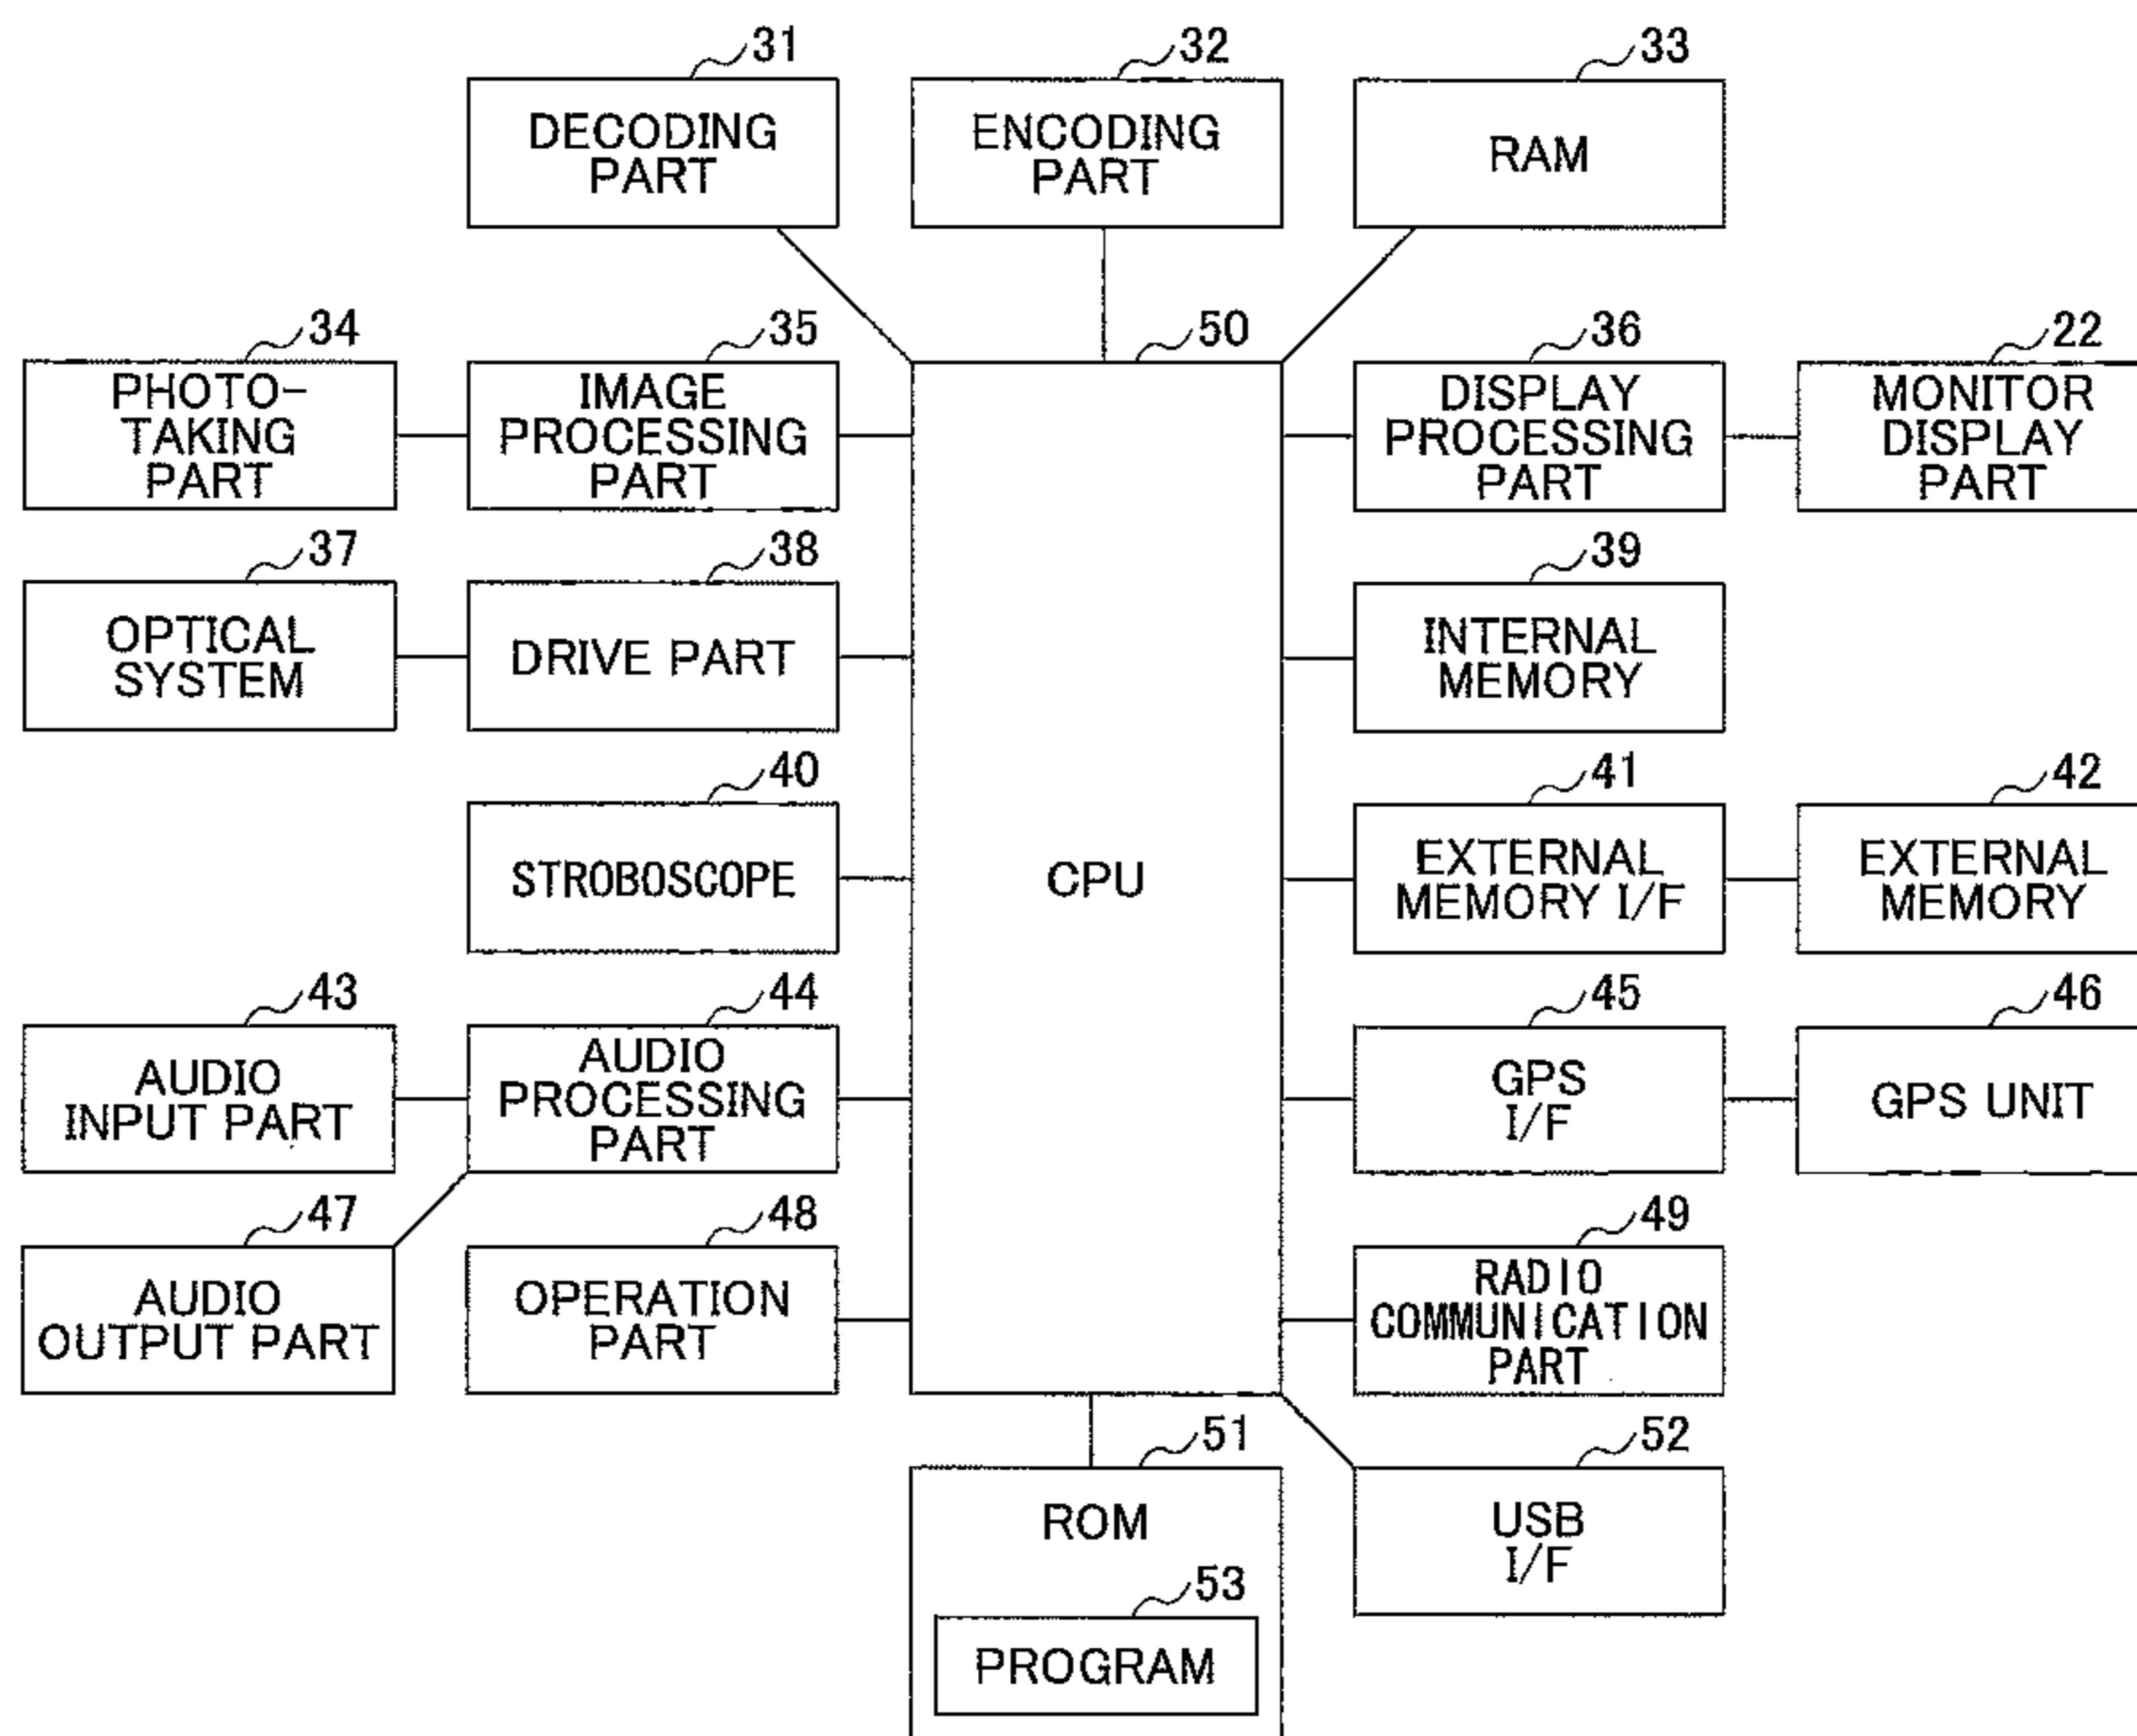 31
32
33
DECODING
PART
ENCODING
PART
RAM
34
35
50
36
22
PHOTO-
TAKING
PART
IMAGE
PROCESSING
PART
DISPLAY
PROCESSING
PART
MONITOR
DISPLAY
PART
37
38
39
OPTICAL
SYSTEM
DRIVE PART
INTERNAL
MEMORY
40
41
42
STROBOSCOPE
CPU
EXTERNAL
MEMORY I/F
EXTERNAL
MEMORY
43
44
45
46
AUDIO
INPUT PART
AUDIO
PROCESSING
PART
GPS
I/F
GPS UNIT
47
48
49
AUDIO
OUTPUT PART
OPERATION
PART
RADIO
COMMUNICATION
PART
51
52
ROM
USB
I/F
53
PROGRAM